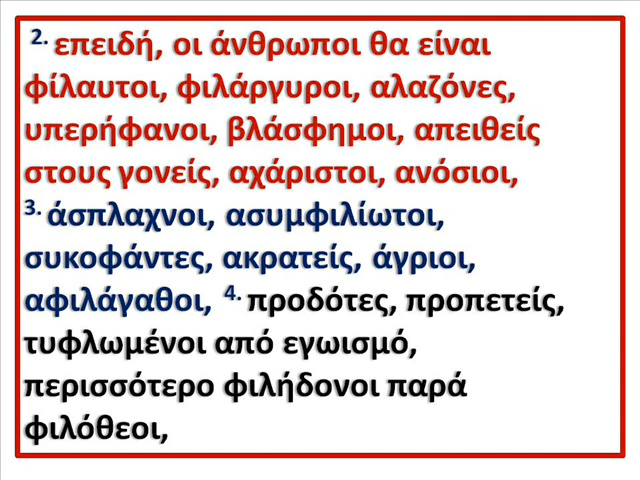 2. επειδή, οι άνθρωποι θα είναι
φίλαυτοι, φιλάργυροι, αλαζόνες,
υπερήφανοι, βλάσφημοι, απειθείς
στους γονείς, αχάριστοι, ανόσιοι,
3. άσπλαχνοι, ασυμφιλίωτοι,
συκοφάντες, ακρατείς, άγριοι,
αφιλάγαθοι, 4. προδότες, προπετείς,
τυφλωμένοι από εγωισμό,
περισσότερο φιλήδονοι παρά
φιλόθεοι,